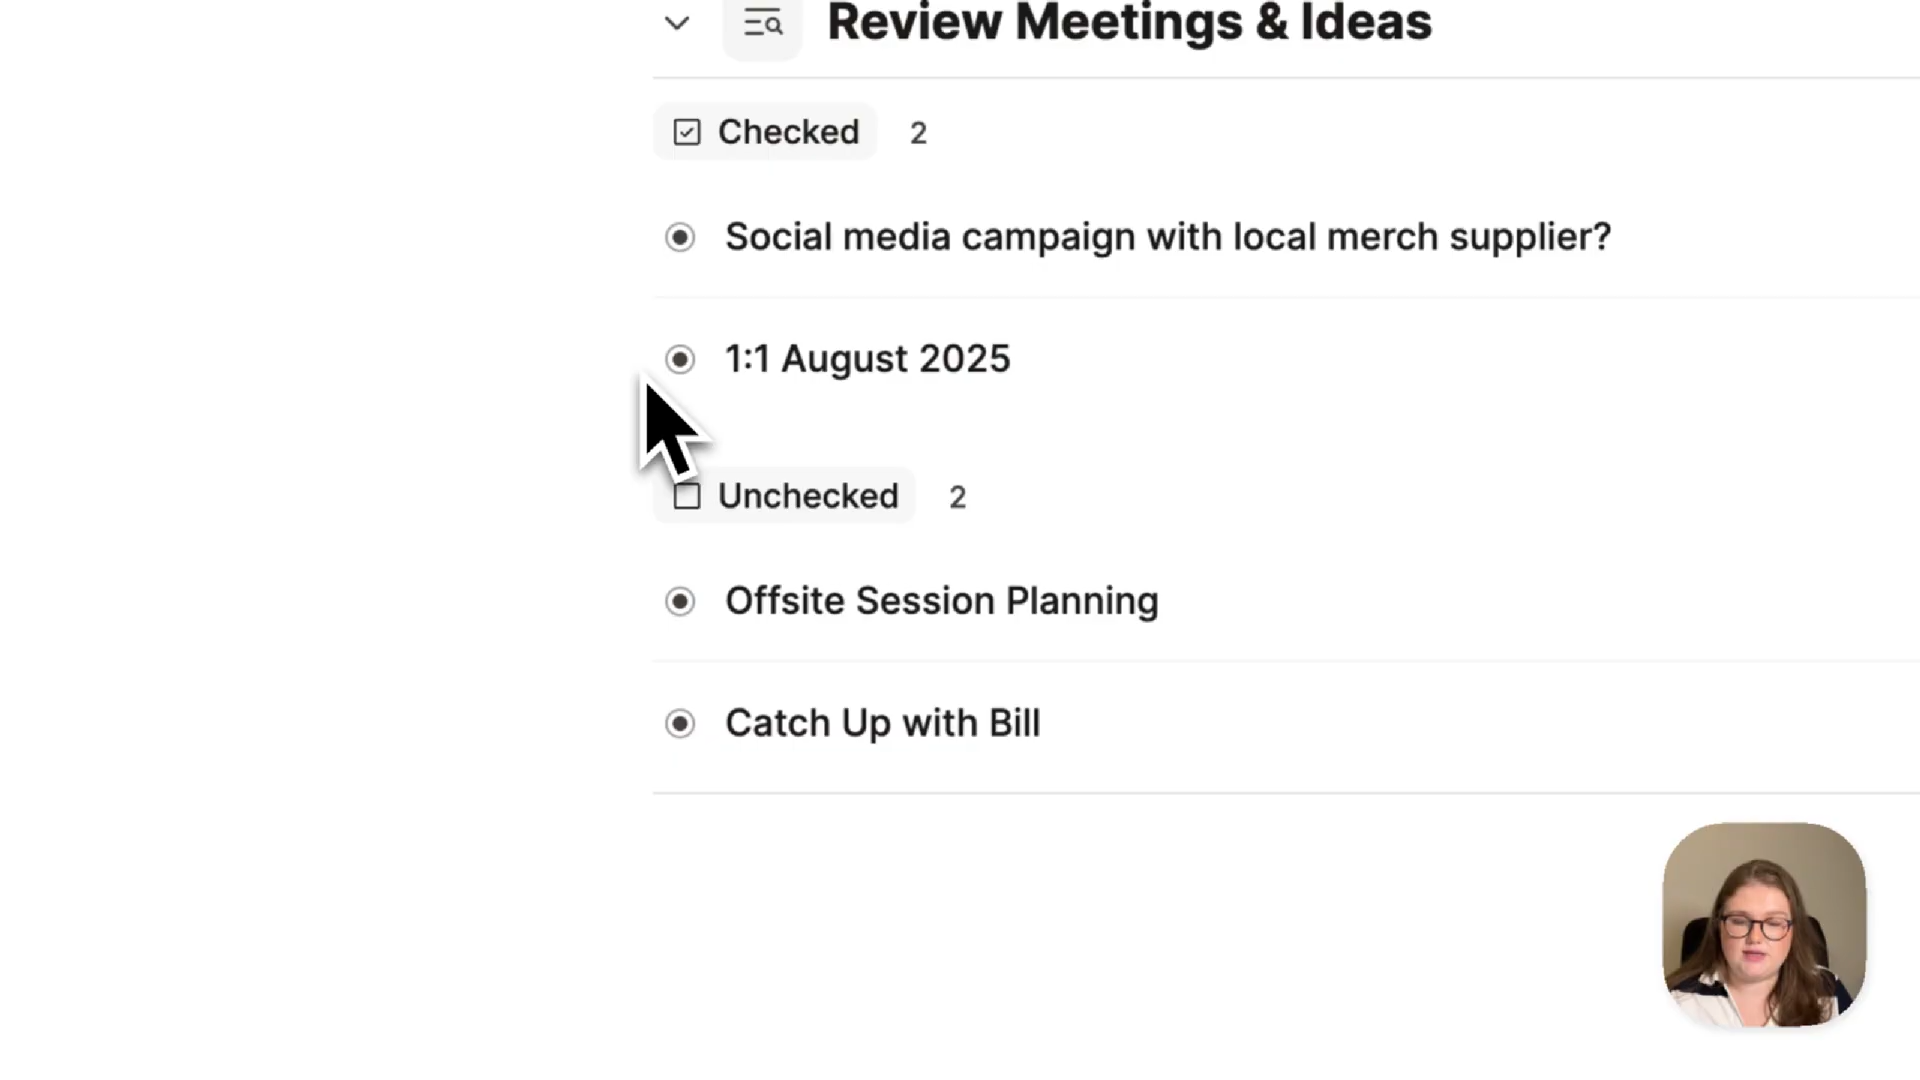 Review Meetings & Ideas
Checked 2
Social media campaign with local merch supplier?
1:1 August 2025
Unchecked 2
Offsite Session Planning
Catch Up with Bill